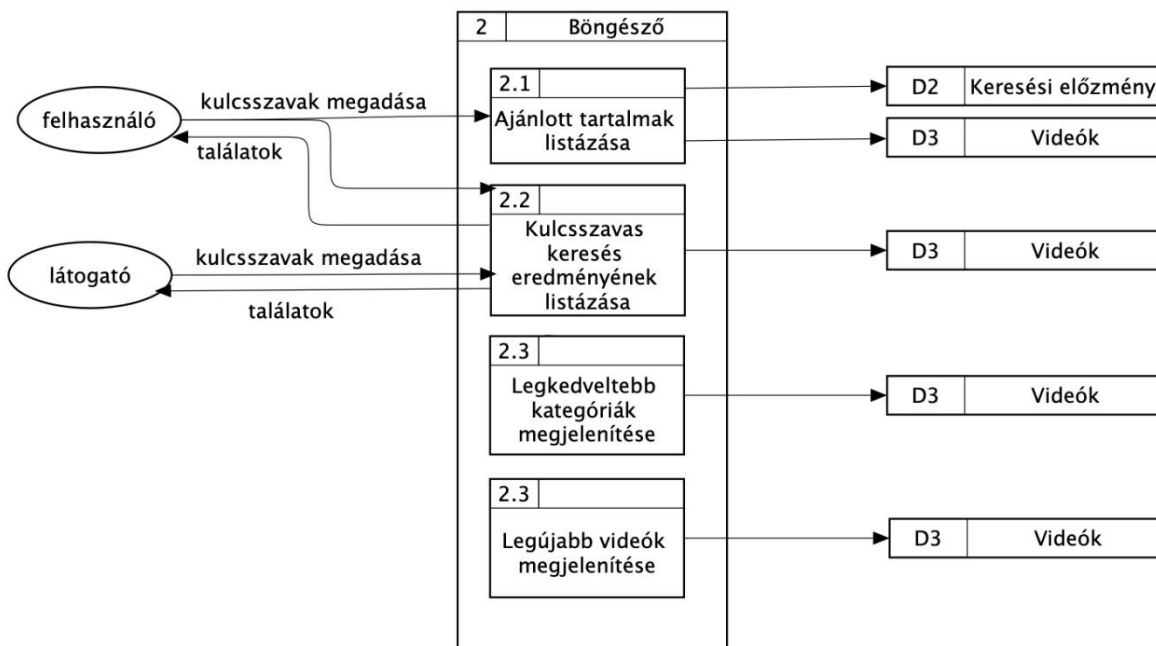 2 Böngésző
2.1
Ajánlott tartalmak
listázása
D2 Keresési előzmény
D3 Videók
felhasználó
kulcsszavak megadása
találatok
2.2
Kulcsszavas
keresés
eredményének
listázása
D3 Videók
látogató
kulcsszavak megadása
találatok
2.3
Legkedveltebb
kategóriák
megjelenítése
D3 Videók
2.3
Legújabb videók
megjelenítése
D3 Videók